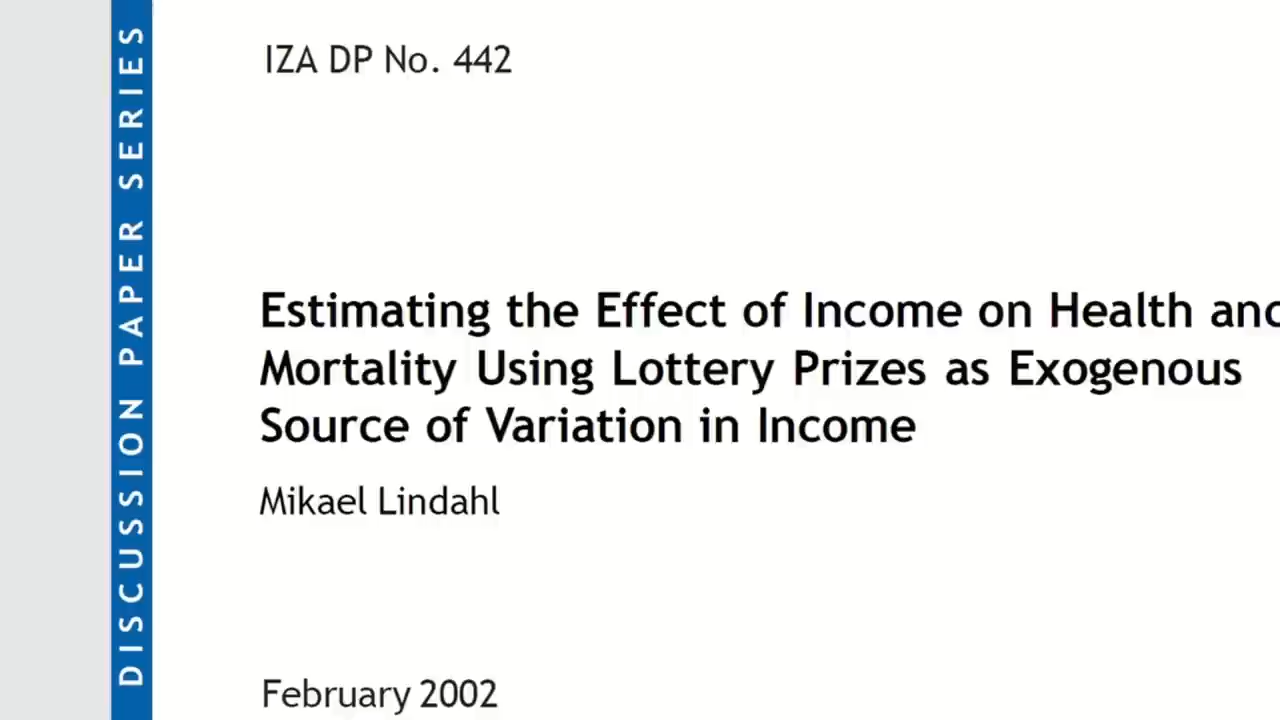 DISCUSSION PAPER SERIES
IZA DP No. 442
Estimating the Effect of Income on Health and
Mortality Using Lottery Prizes as Exogenous
Source of Variation in Income
Mikael Lindahl
February 2002